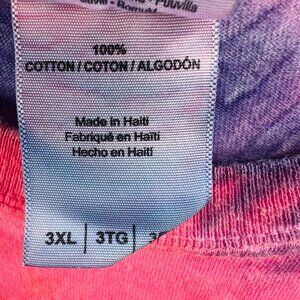 100%
COTTON / COTON / ALGODÓN
Made in Haiti
Fabriqué en Haïti
Hecho en Haití
3XL | 3TG |